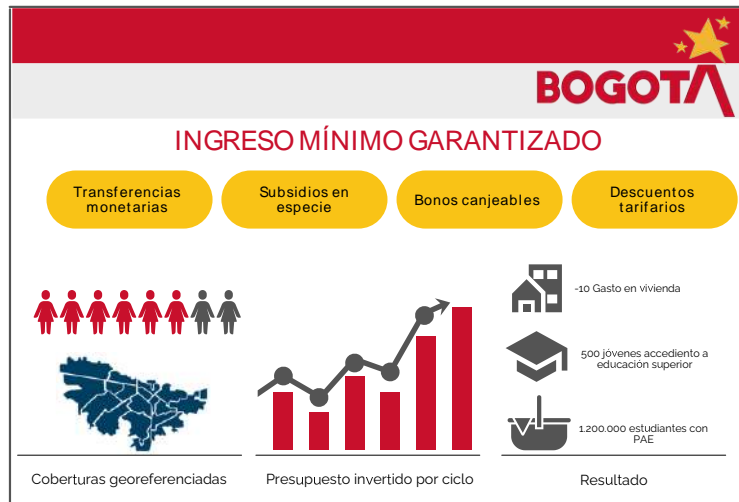 BOGOTÁ
INGRESO MÍNIMO GARANTIZADO
Transferencias
monetarias
Subsidios en
especie
Bonos canjeables
Descuentos
tarifarios
-10 Gasto en vivienda
500 jóvenes accediento a
educación superior
1.200.000 estudiantes con
PAE
Coberturas georeferenciadas
Presupuesto invertido por ciclo
Resultado